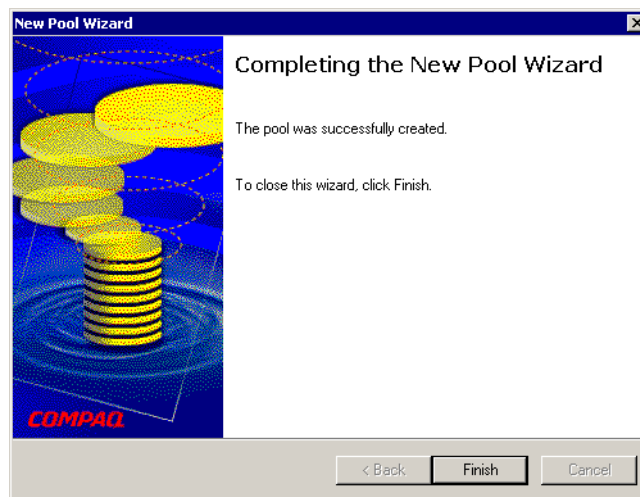 New Pool Wizard
Completing the New Pool Wizard
The pool was successfully created.
To close this wizard, click Finish.
COMPAQ
< Back
Finish
Cancel